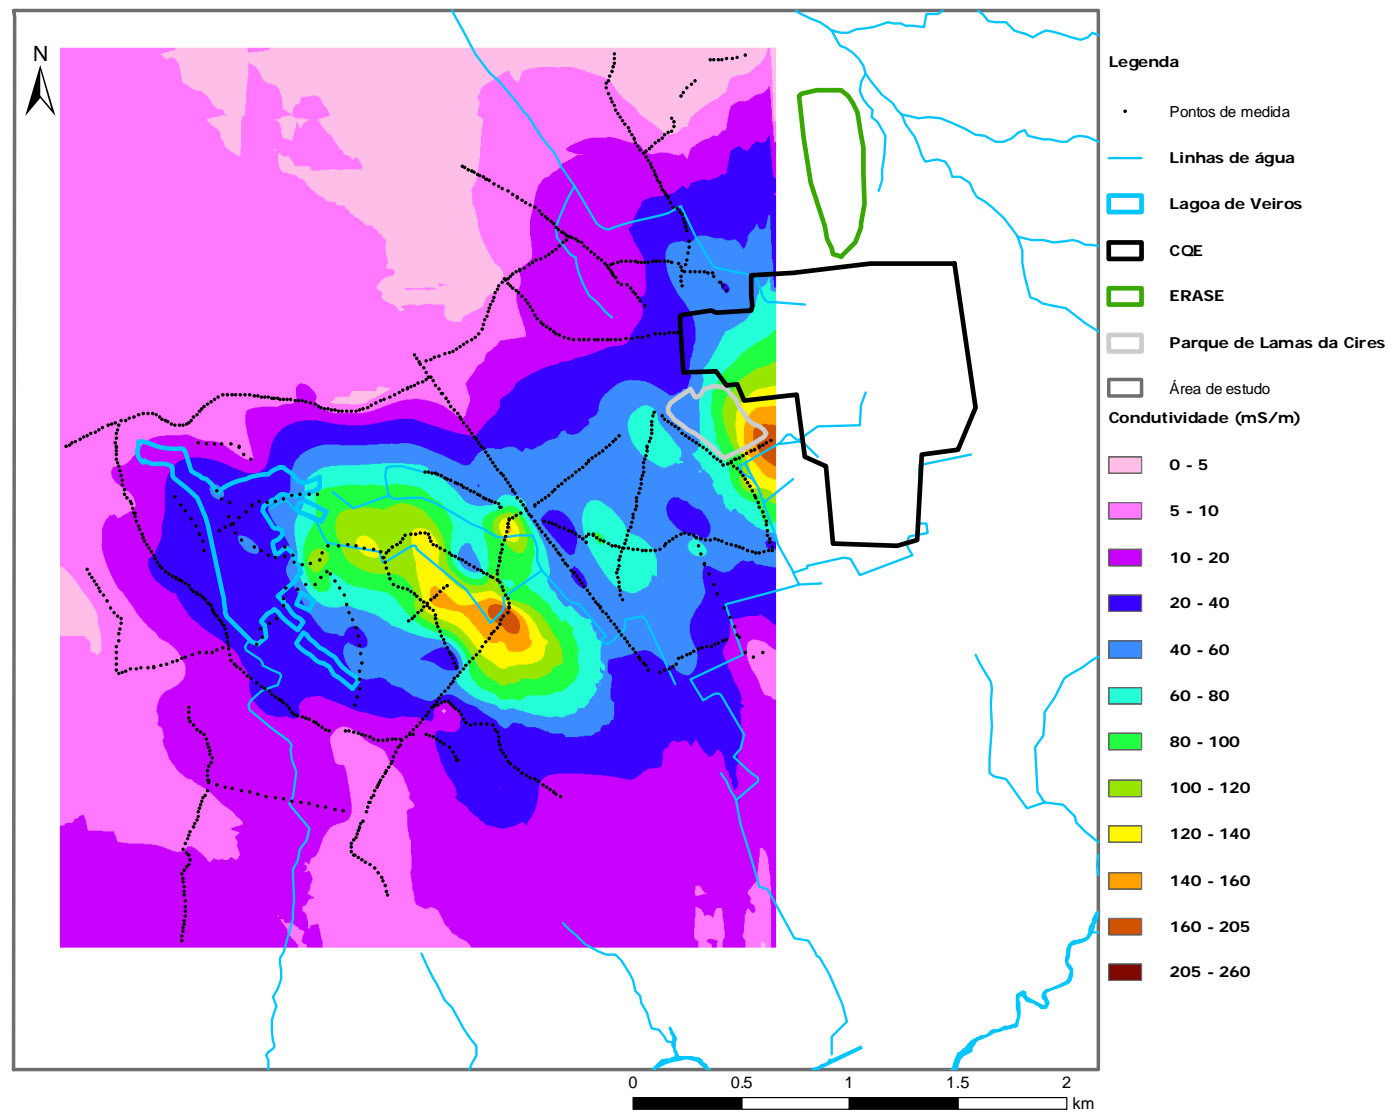 N
Legenda
Pontos de medida
Linhas de água
Lagoa de Veiros
CQE
ERASE
Parque de Lamas da Cires
Área de estudo
Condutividade (mS/m)
0 - 5
5 - 10
10 - 20
20 - 40
40 - 60
60 - 80
80 - 100
100 - 120
120 - 140
140 - 160
160 - 205
205 - 260
0 0.5 1 1.5 2
km